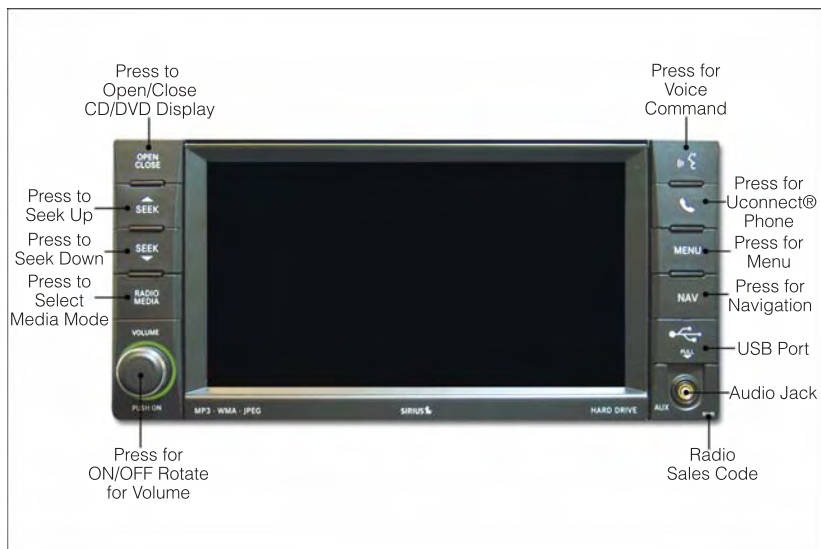 Press to
Open/Close
CD/DVD Display
Press for
Voice
Command
OPEN
CLOSE
Press to
Seek Up
SEEK
Press for
Uconnect®
Phone
Press to
Seek Down
SEEK
MENU
Press for
Menu
Press to
Select
Media Mode
RADIO
MEDIA
NAV
Press for
Navigation
VOLUME
PULL
USB Port
Audio Jack
PUSH ON
MP3 - WMA - JPEG
SIRIUS
HARD DRIVE
AUX
Press for
ON/OFF Rotate
for Volume
Radio
Sales Code